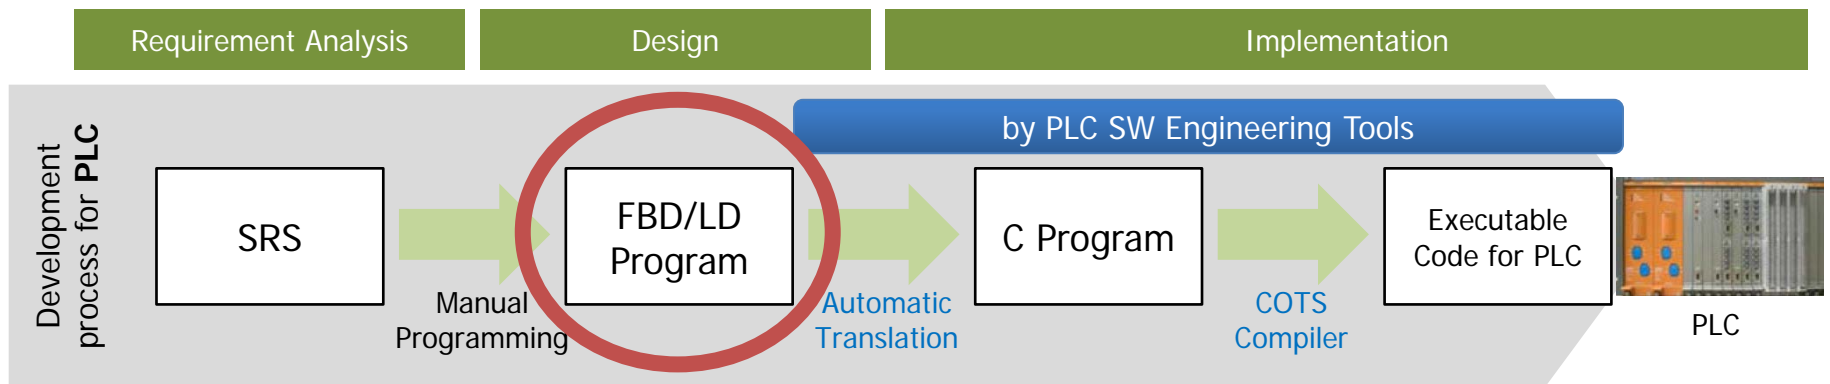 Requirement Analysis
Design
Implementation
Development
process for PLC
by PLC SW Engineering Tools
SRS
FBD/LD
Program
C Program
Executable
Code for PLC
Manual
Programming
Automatic
Translation
COTS
Compiler
PLC